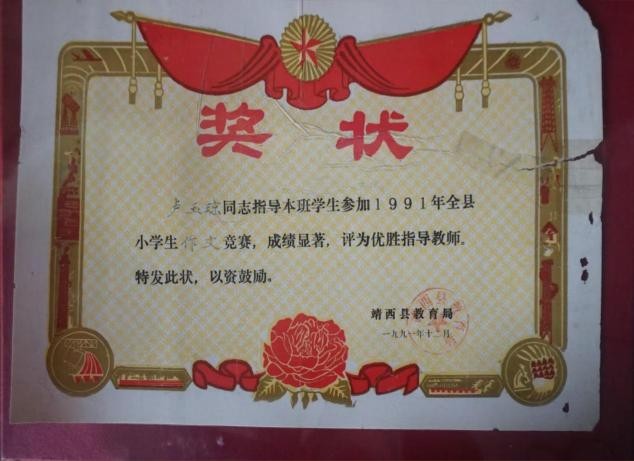 奖状
卢玉琼同志指导本班学生参加1991年全县
小学生作文竞赛，成绩显著，评为优胜指导教师。
特发此状，以资鼓励。
靖西县教育局
一九九一年十二月